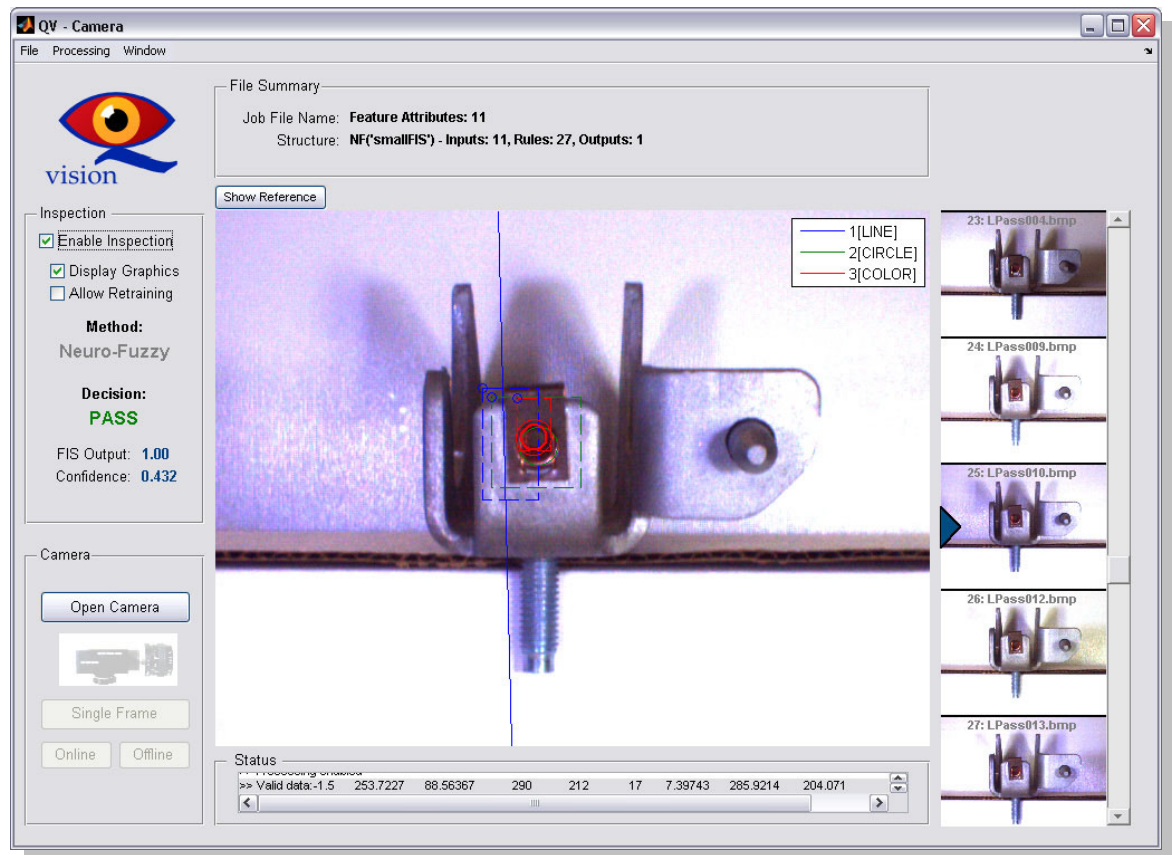 QV - Camera
File Processing Window
vision
File Summary
Job File Name: Feature Attributes: 11
Structure: NF('smallFIS') - Inputs: 11, Rules: 27, Outputs: 1
Show Reference
Inspection
Enable Inspection
Display Graphics
Allow Retraining
Method:
Neuro-Fuzzy
Decision:
PASS
FIS Output: 1.00
Confidence: 0.432
1[LINE]
2[CIRCLE]
3[COLOR]
23: LPass004.bmp
24: LPass009.bmp
25: LPass010.bmp
26: LPass012.bmp
27: LPass013.bmp
Camera
Open Camera
Single Frame
Online Offline
Status
>> Processing enabled
>> Valid data:-1.5 253.7227 88.56367 290 212 17 7.39743 285.9214 204.071